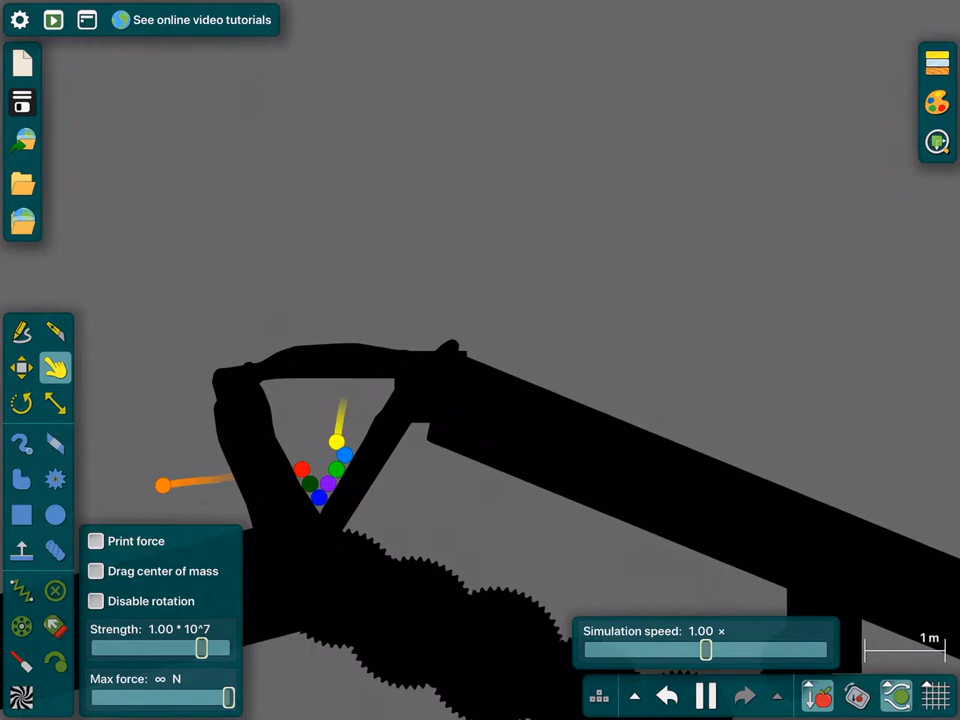 See online video tutorials
Print force
Drag center of mass
Disable rotation
Strength: 1.00 * 10^7
Max force: ∞ N
Simulation speed: 1.00 ×
1 m